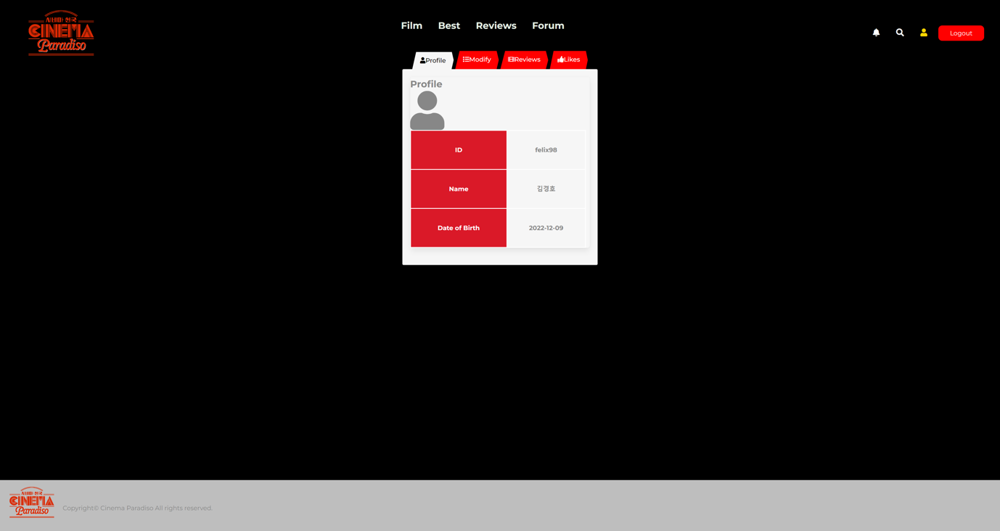 시네마 천국
CINEMA
Paradiso
Film Best Reviews Forum
Logout
Profile Modify Reviews Likes
Profile
ID felix98
Name 김경호
Date of Birth 2022-12-09
시네마 천국
CINEMA
Paradiso
Copyright© Cinema Paradiso All rights reserved.